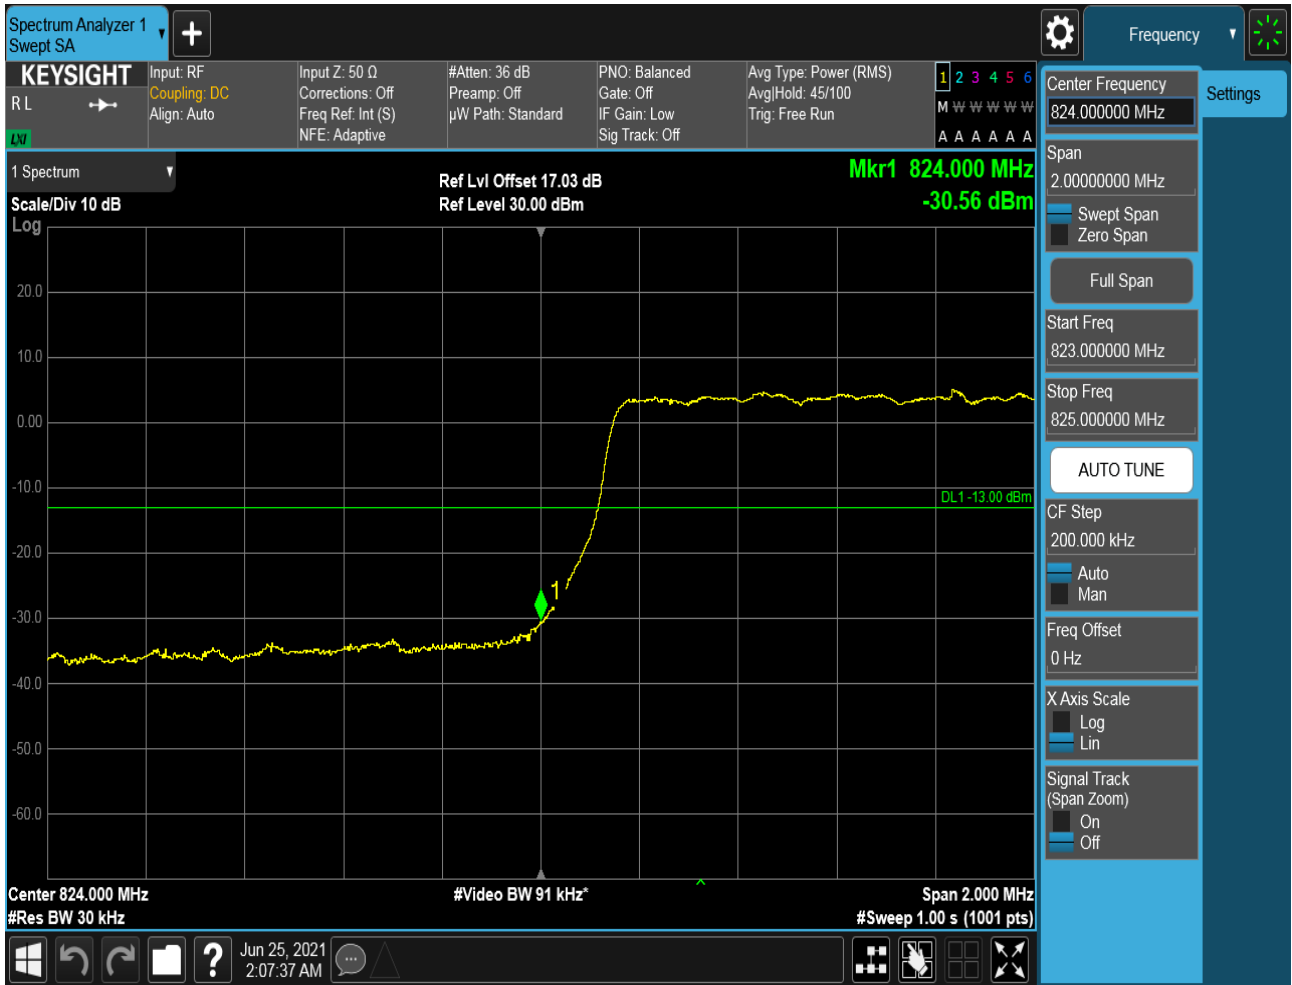 Spectrum Analyzer 1
Swept SA
Frequency
KEYSIGHT
R L
LXI
Input: RF
Coupling: DC
Align: Auto
Input Z: 50 Ω
Corrections: Off
Freq Ref: Int (S)
NFE: Adaptive
#Atten: 36 dB
Preamp: Off
µW Path: Standard
PNO: Balanced
Gate: Off
IF Gain: Low
Sig Track: Off
Avg Type: Power (RMS)
Avg|Hold: 45/100
Trig: Free Run
1 2 3 4 5 6
M W W W W W
A A A A A A
1 Spectrum
Scale/Div 10 dB
Log
Ref Lvl Offset 17.03 dB
Ref Level 30.00 dBm
Mkr1 824.000 MHz
-30.56 dBm
20.0
10.0
0.00
-10.0
-20.0
-30.0
-40.0
-50.0
-60.0
DL1 -13.00 dBm
1
Center 824.000 MHz
#Res BW 30 kHz
#Video BW 91 kHz*
Span 2.000 MHz
#Sweep 1.00 s (1001 pts)
Center Frequency
824.000000 MHz
Settings
Span
2.00000000 MHz
Swept Span
Zero Span
Full Span
Start Freq
823.000000 MHz
Stop Freq
825.000000 MHz
AUTO TUNE
CF Step
200.000 kHz
Auto
Man
Freq Offset
0 Hz
X Axis Scale
Log
Lin
Signal Track
(Span Zoom)
On
Off
?
Jun 25, 2021
2:07:37 AM